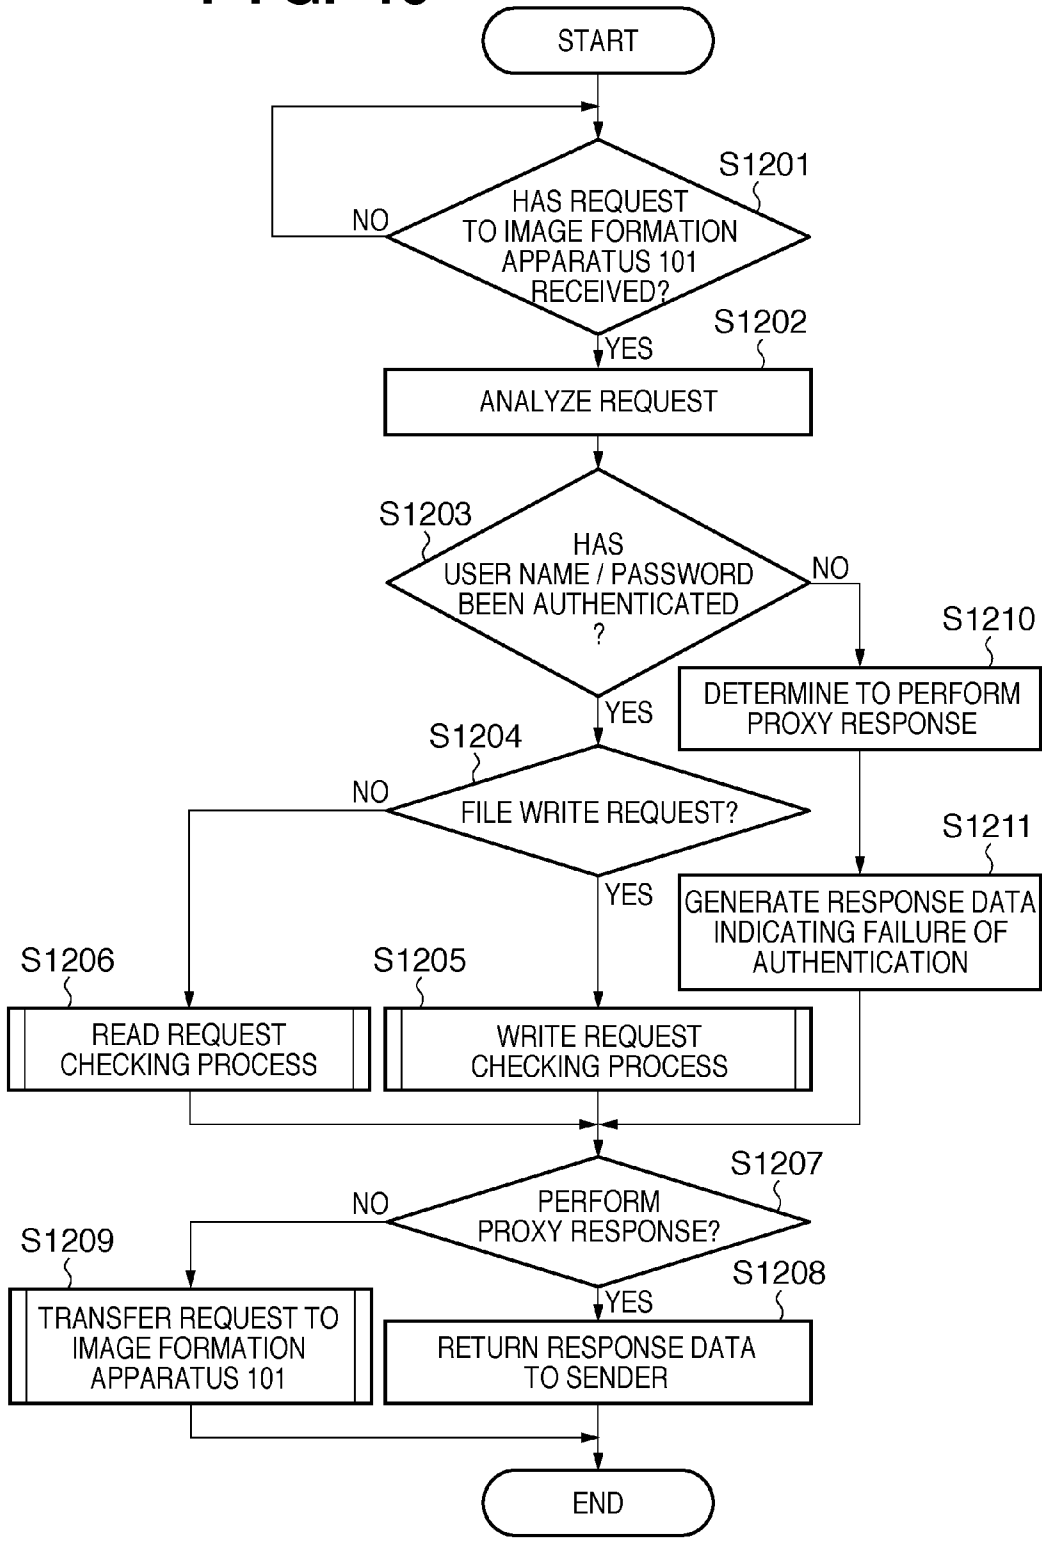 START
S1201
HAS REQUEST
TO IMAGE FORMATION
APPARATUS 101
RECEIVED?
NO
YES
S1202
ANALYZE REQUEST
S1203
HAS
USER NAME / PASSWORD
BEEN AUTHENTICATED
?
NO
YES
S1210
DETERMINE TO PERFORM
PROXY RESPONSE
S1204
FILE WRITE REQUEST?
NO
YES
S1211
GENERATE RESPONSE DATA
INDICATING FAILURE OF
AUTHENTICATION
S1206
READ REQUEST
CHECKING PROCESS
S1205
WRITE REQUEST
CHECKING PROCESS
S1207
PERFORM
PROXY RESPONSE?
NO
YES
S1209
TRANSFER REQUEST TO
IMAGE FORMATION
APPARATUS 101
S1208
RETURN RESPONSE DATA
TO SENDER
END